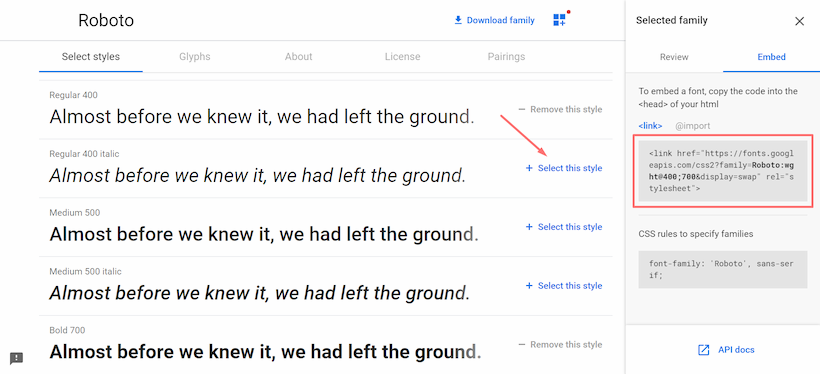 Roboto
Download family
Select styles
Glyphs
About
License
Pairings
Regular 400
Almost before we knew it, we had left the ground.
Remove this style
Regular 400 italic
Almost before we knew it, we had left the ground.
+ Select this style
Medium 500
Almost before we knew it, we had left the ground.
+ Select this style
Medium 500 italic
Almost before we knew it, we had left the ground.
+ Select this style
Bold 700
Almost before we knew it, we had left the ground.
Remove this style
Selected family
Review
Embed
To embed a font, copy the code into the
<head> of your html
<link>
@import
<link href="https://fonts.googl
eapis.com/css2?family=Roboto:wg
ht@400;700&display=swap" rel="s
tylesheet">
CSS rules to specify families
font-family: 'Roboto', sans-ser
if;
API docs